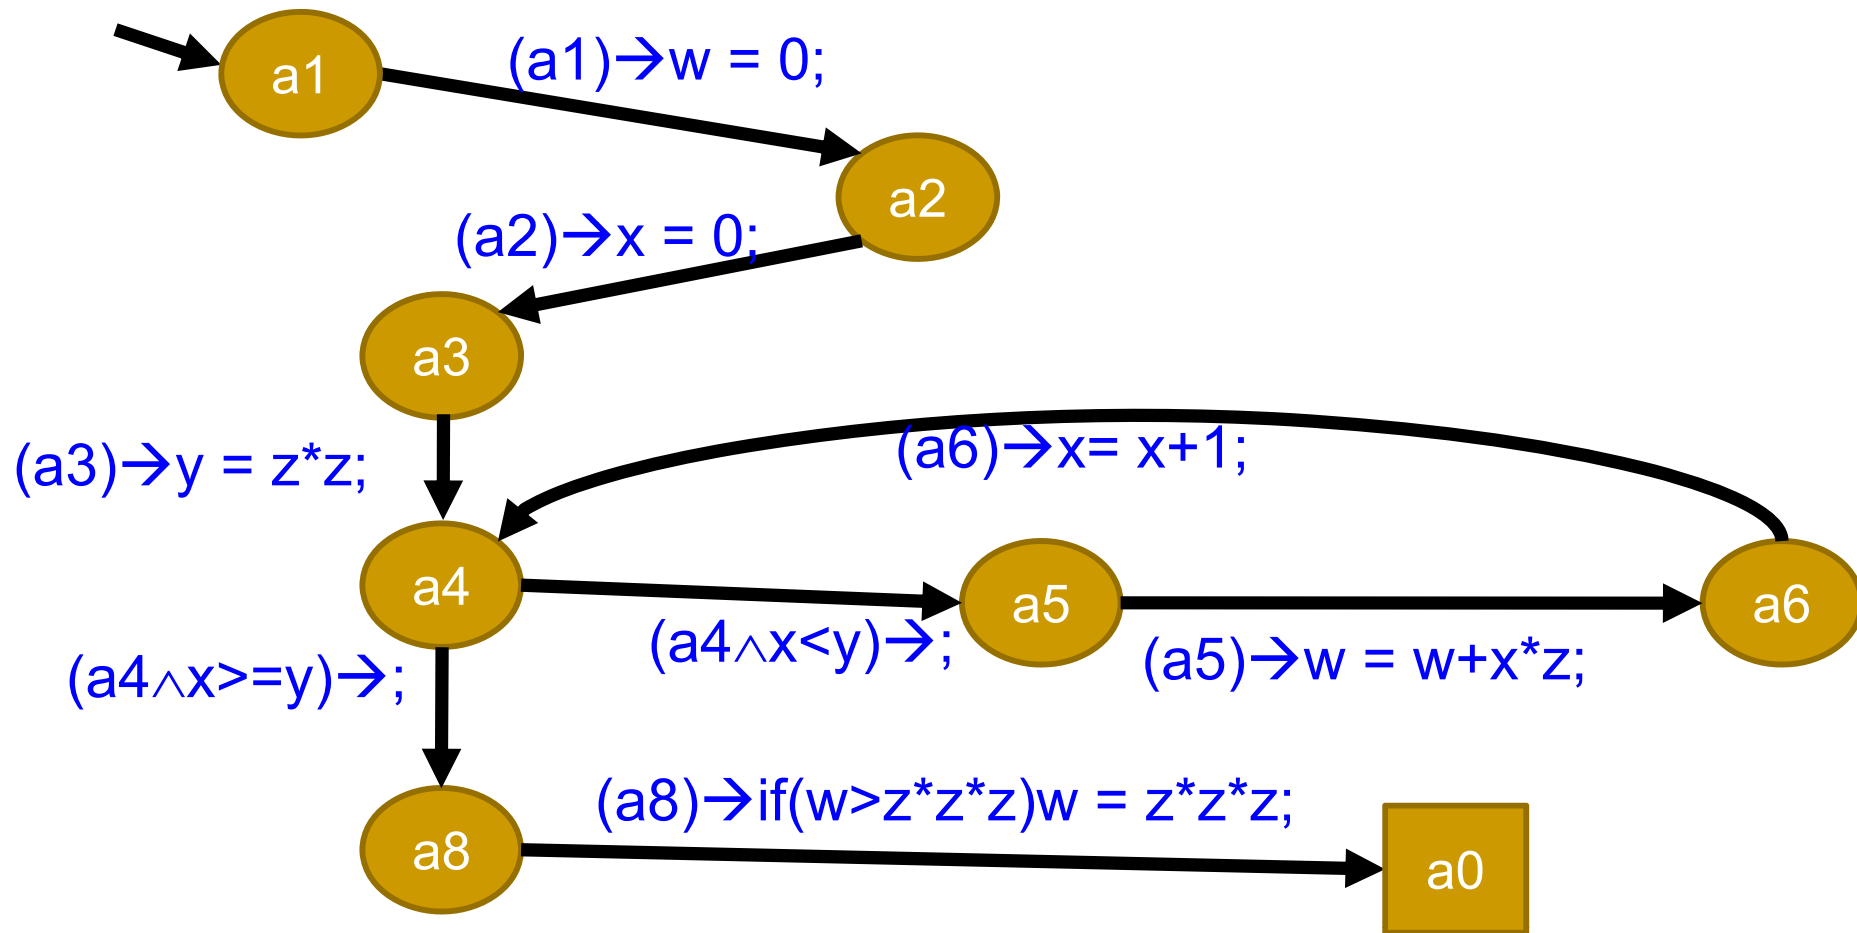 a1
(a1)→w = 0;
a2
(a2)→x = 0;
a3
(a3)→y = z*z;
(a6)→x= x+1;
a4
a5
a6
(a4∧x<y)→;
(a5)→w = w+x*z;
(a4∧x>=y)→;
(a8)→if(w>z*z*z)w = z*z*z;
a8
a0